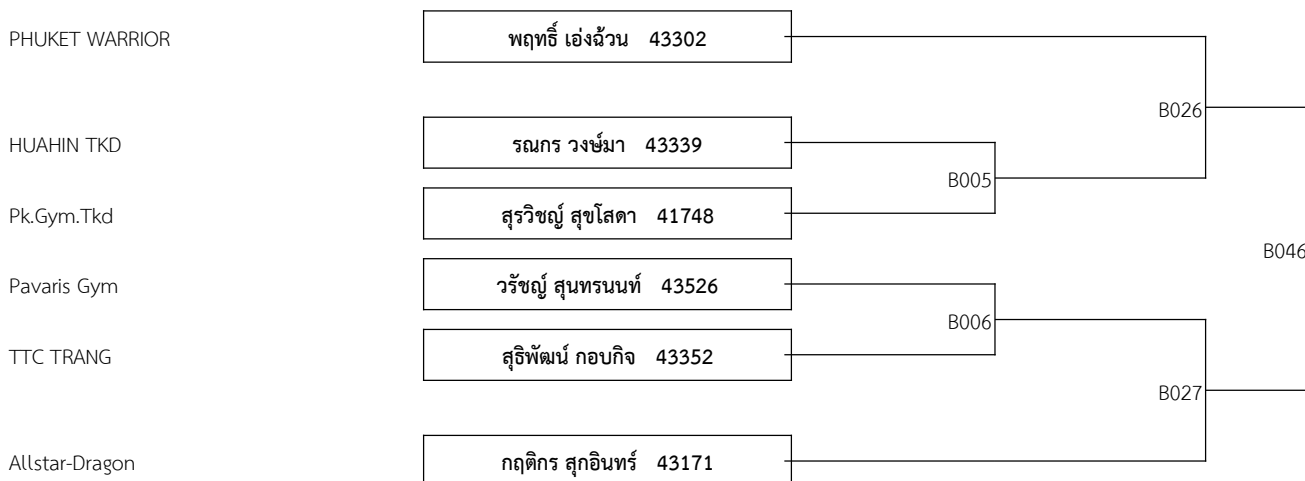 PHUKET WARRIOR พฤทธิ์ เอ่งฉ้วน 43302
B026
HUAHIN TKD รณกร วงษ์มา 43339
B005
Pk.Gym.Tkd สุรวิชญ์ สุขโสดา 41748
B046
Pavaris Gym วรัชญ์ สุนทรนนท์ 43526
B006
TTC TRANG สุธิพัฒน์ กอบกิจ 43352
B027
Allstar-Dragon กฤติกร สุกอินทร์ 43171